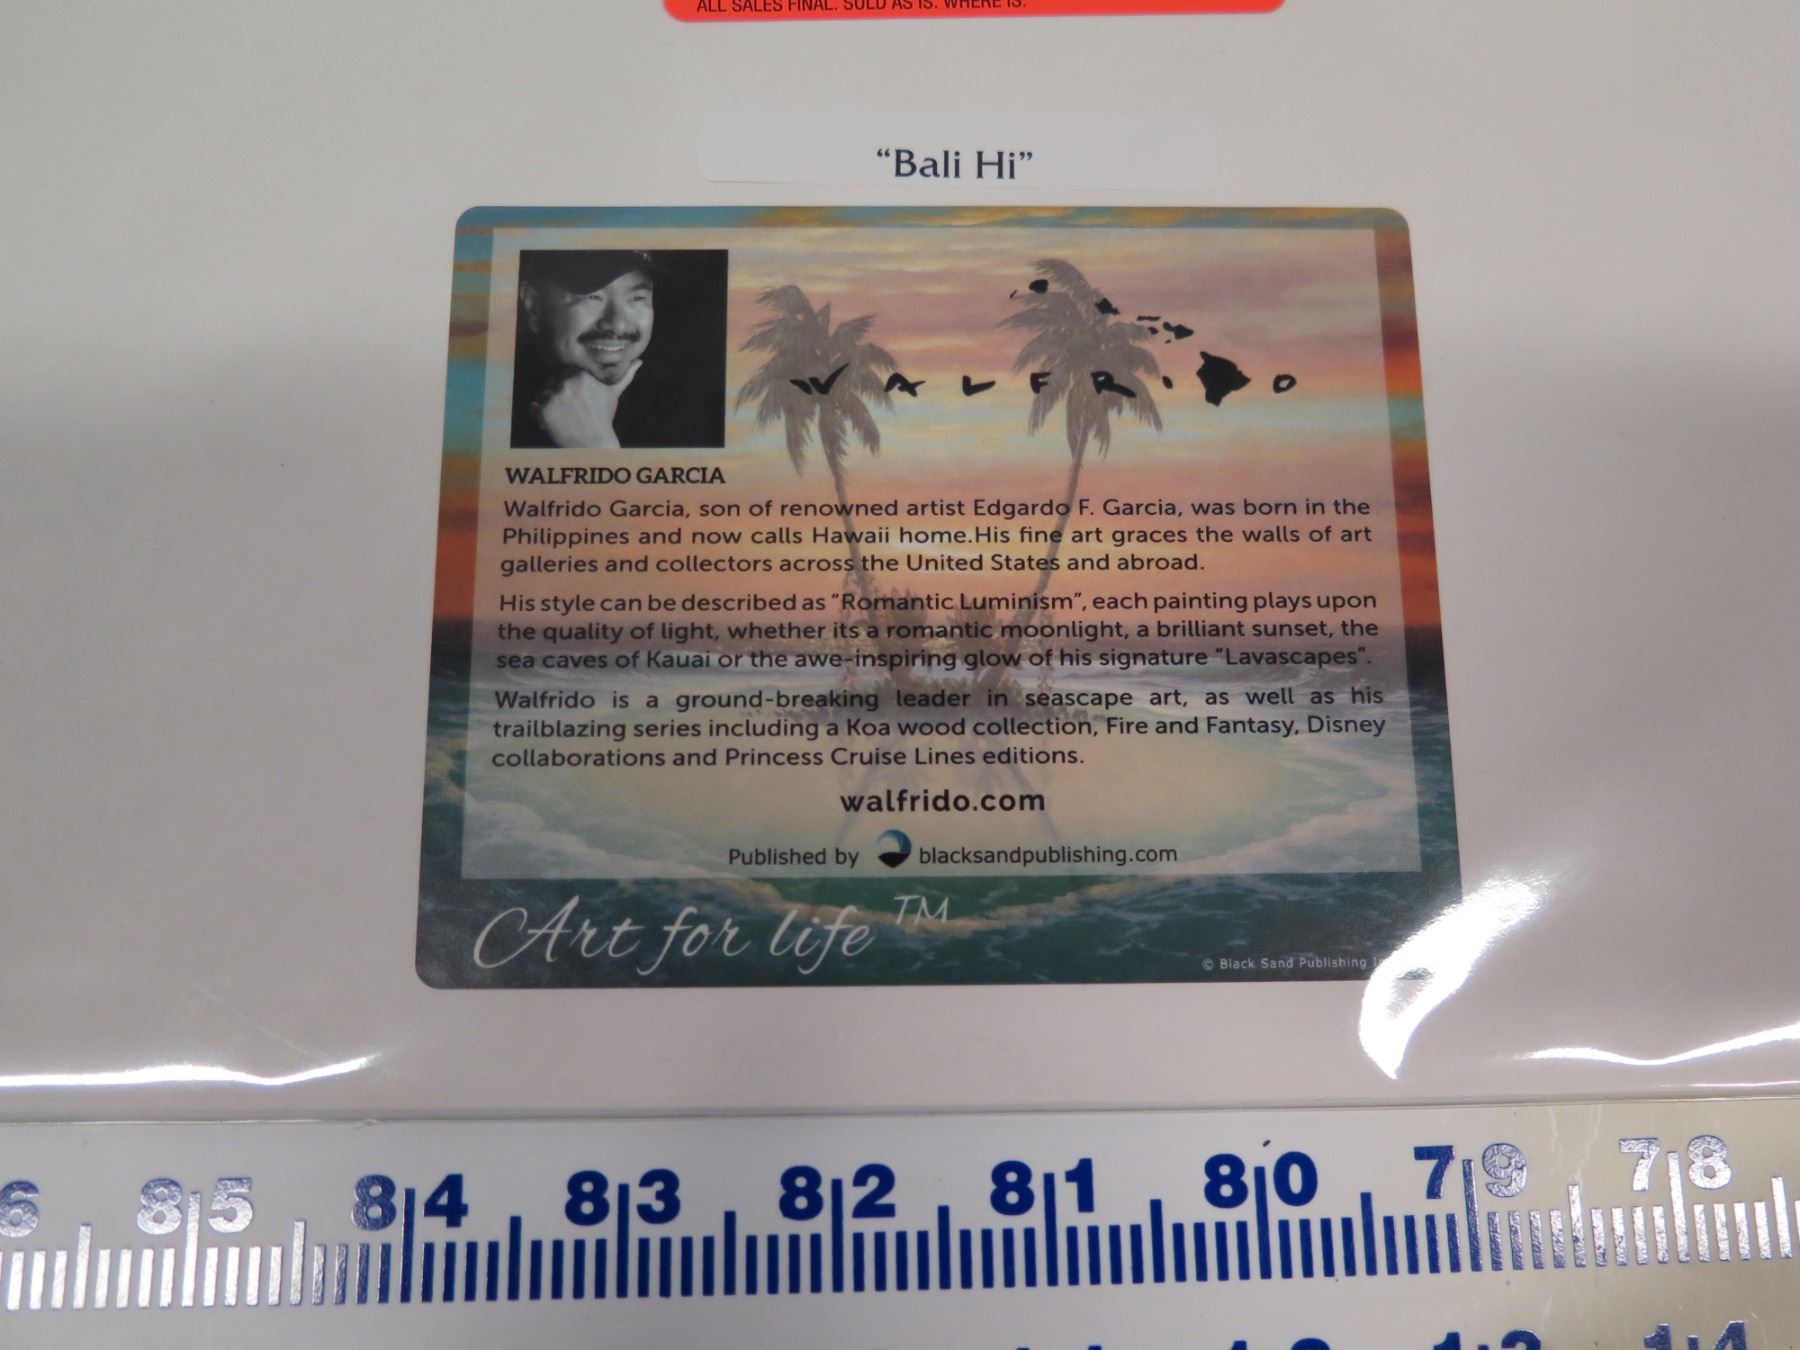 ALL SALES FINAL. SOLD AS IS. WHERE IS.
“Bali Hi”
WALFRIDO
WALFRIDO GARCIA
Walfrido Garcia, son of renowned artist Edgardo F. Garcia, was born in the
Philippines and now calls Hawaii home.His fine art graces the walls of art
galleries and collectors across the United States and abroad.
His style can be described as “Romantic Luminism”, each painting plays upon
the quality of light, whether its a romantic moonlight, a brilliant sunset, the
sea caves of Kauai or the awe-inspiring glow of his signature “Lavascapes”.
Walfrido is a ground-breaking leader in seascape art, as well as his
trailblazing series including a Koa wood collection, Fire and Fantasy, Disney
collaborations and Princess Cruise Lines editions.
walfrido.com
Published by blacksandpublishing.com
Art for life TM
© Black Sand Publishing
6 85 84 83 82 81 80 79 78